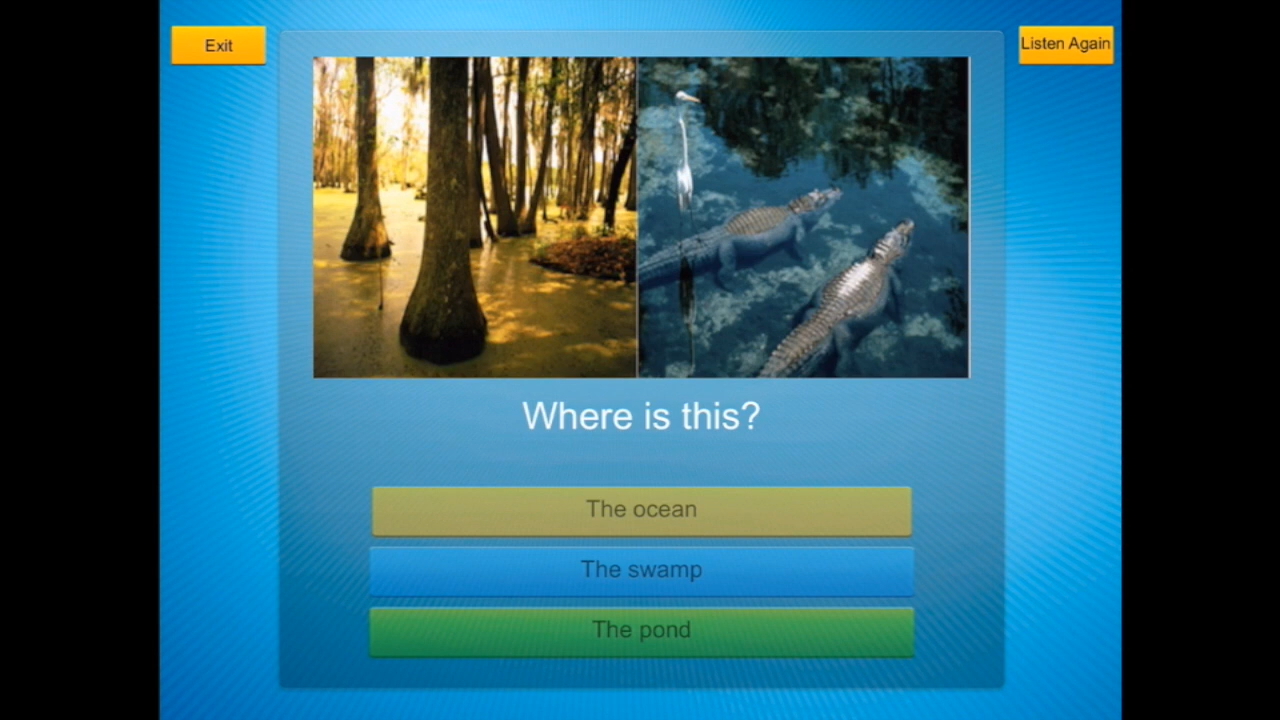 Exit
Listen Again
Where is this?
The ocean
The swamp
The pond